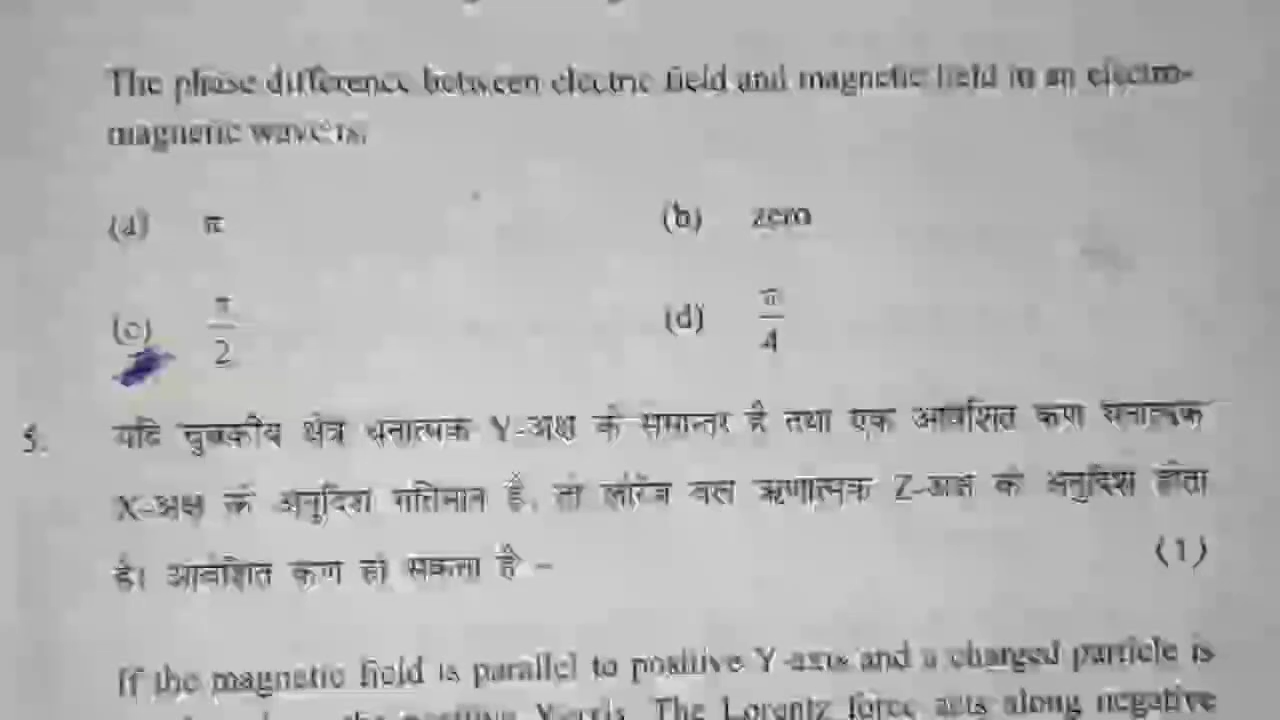 The phase difference between electric field and magnetic field in an electro-
magnetic wave is.
(a) π (b) zero
(c) π/2 (d) π/4
5. यदि चुम्बकीय क्षेत्र धनात्मक Y-अक्ष के समान्तर है तथा एक आवेशित कण धनात्मक
X-अक्ष के अनुदिश गतिमान है, तो लॉरेंज बल ऋणात्मक Z-अक्ष के अनुदिश होता
है। आवेशित कण हो सकता है – (1)
If the magnetic field is parallel to positive Y-axis and a charged particle is
positive X-axis. The Lorentz force acts along negative